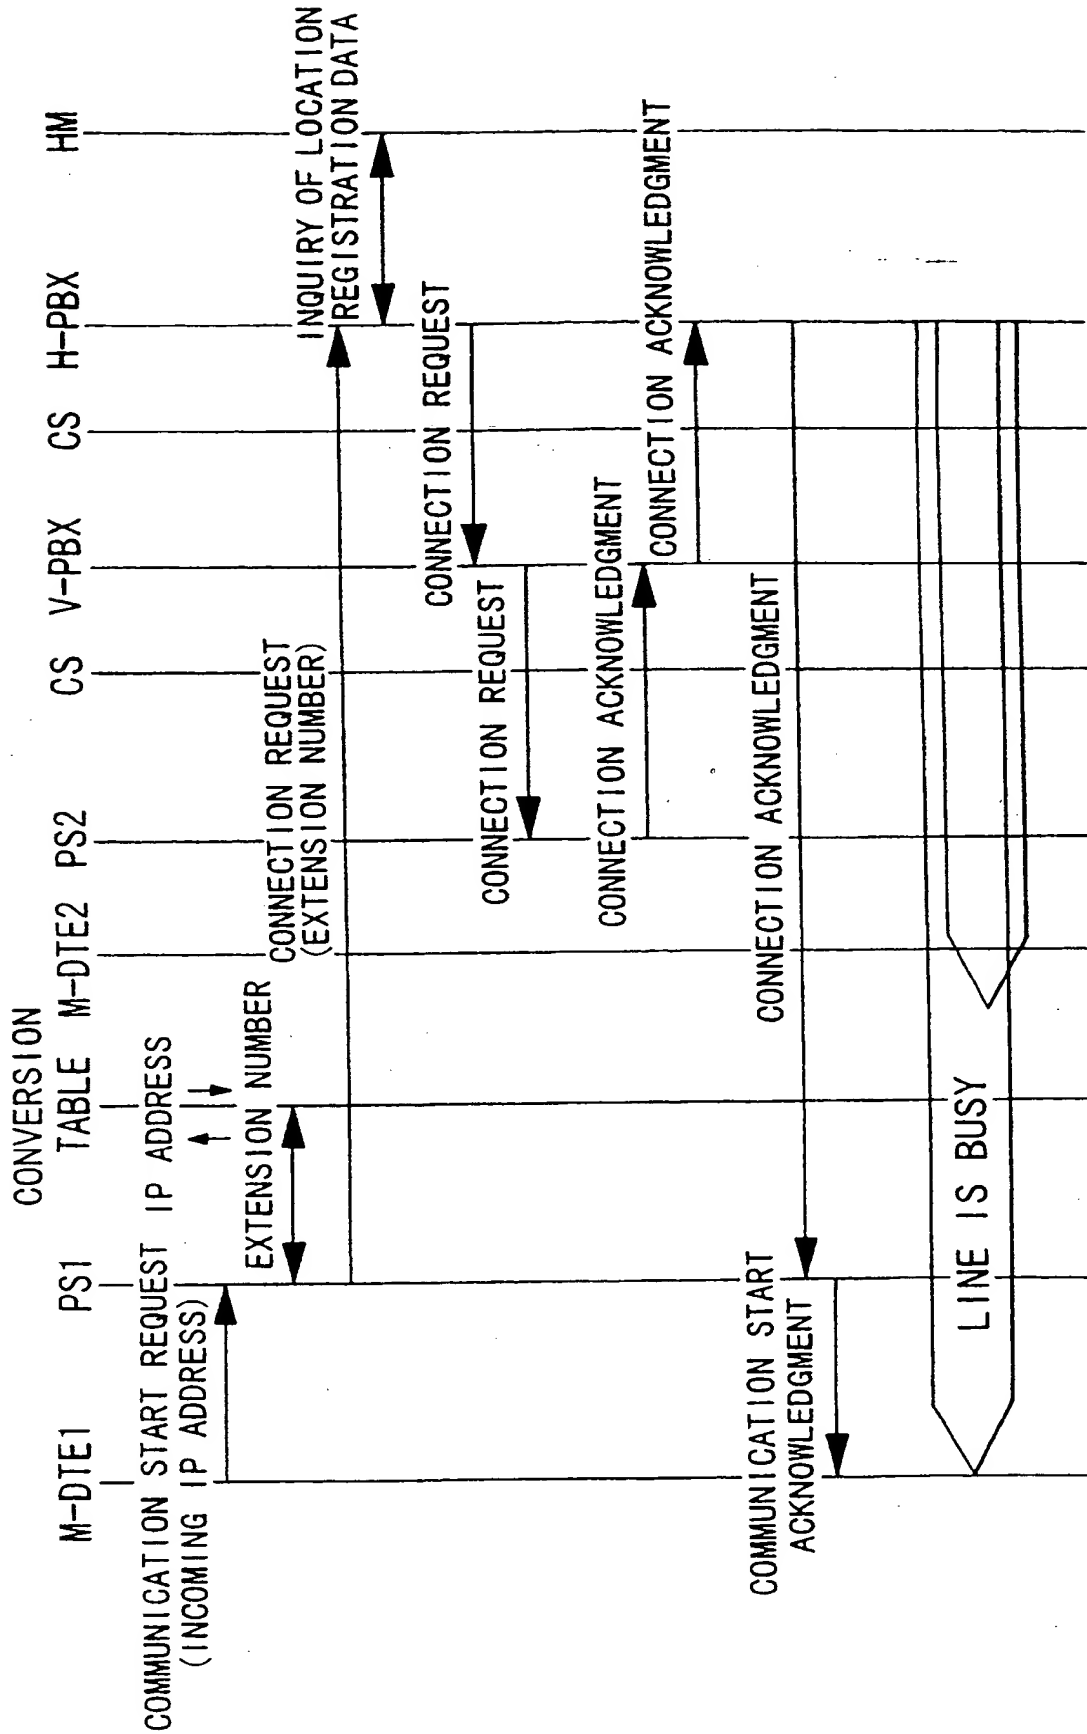 CONVERSION
M-DTE1 PS1 TABLE M-DTE2 PS2 CS V-PBX CS H-PBX HM
COMMUNICATION START REQUEST
(INCOMING IP ADDRESS)
IP ADDRESS
EXTENSION NUMBER
CONNECTION REQUEST
(EXTENSION NUMBER)
INQUIRY OF LOCATION
REGISTRATION DATA
CONNECTION REQUEST
CONNECTION REQUEST
CONNECTION ACKNOWLEDGMENT
CONNECTION ACKNOWLEDGMENT
CONNECTION ACKNOWLEDGMENT
COMMUNICATION START
ACKNOWLEDGMENT
LINE IS BUSY